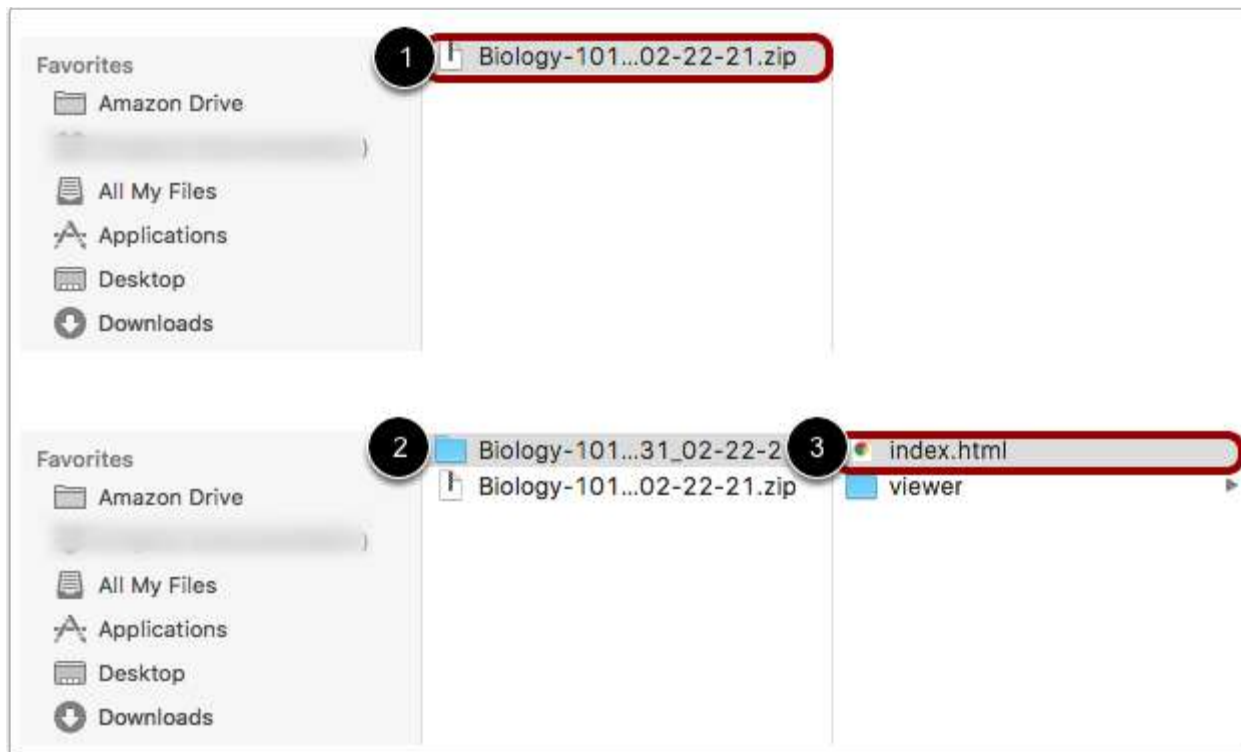 Favorites
Amazon Drive
)
All My Files
Applications
Desktop
Downloads
1
Biology-101...02-22-21.zip
Favorites
Amazon Drive
)
All My Files
Applications
Desktop
Downloads
2
Biology-101...31_02-22-2
Biology-101...02-22-21.zip
3
index.html
viewer